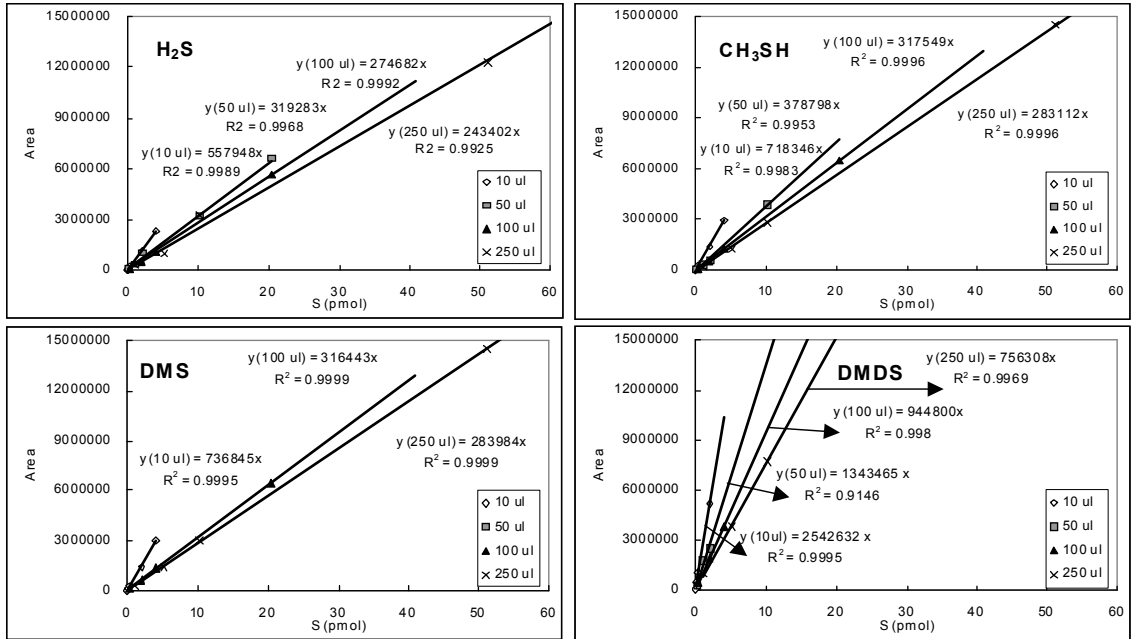 15000000
12000000
9000000
6000000
3000000
0
Area
H₂S
y (100 ul) = 274682x
R2 = 0.9992
y (50 ul) = 319283x
R2 = 0.9968
y (250 ul) = 243402x
R2 = 0.9925
y (10 ul) = 557948x
R2 = 0.9989
10 ul
50 ul
100 ul
250 ul
0 10 20 30 40 50 60
S (pmol)
15000000
12000000
9000000
6000000
3000000
0
Area
CH₃SH
y (100 ul) = 317549x
R² = 0.9996
y (50 ul) = 378798x
R² = 0.9953
y (250 ul) = 283112x
R² = 0.9996
y (10 ul) = 718346x
R² = 0.9983
10 ul
50 ul
100 ul
250 ul
0 10 20 30 40 50 60
S (pmol)
15000000
12000000
9000000
6000000
3000000
0
Area
DMS
y (100 ul) = 316443x
R² = 0.9999
y (250 ul) = 283984x
R² = 0.9999
y (10 ul) = 736845x
R² = 0.9995
10 ul
50 ul
100 ul
250 ul
0 10 20 30 40 50 60
S (pmol)
15000000
12000000
9000000
6000000
3000000
0
Area
DMDS
y (250 ul) = 756308x
R² = 0.9969
y (100 ul) = 944800x
R² = 0.998
y (50 ul) = 1343465 x
R² = 0.9146
y (10ul) = 2542632 x
R² = 0.9995
10 ul
50 ul
100 ul
250 ul
0 10 20 30 40 50 60
S (pmol)